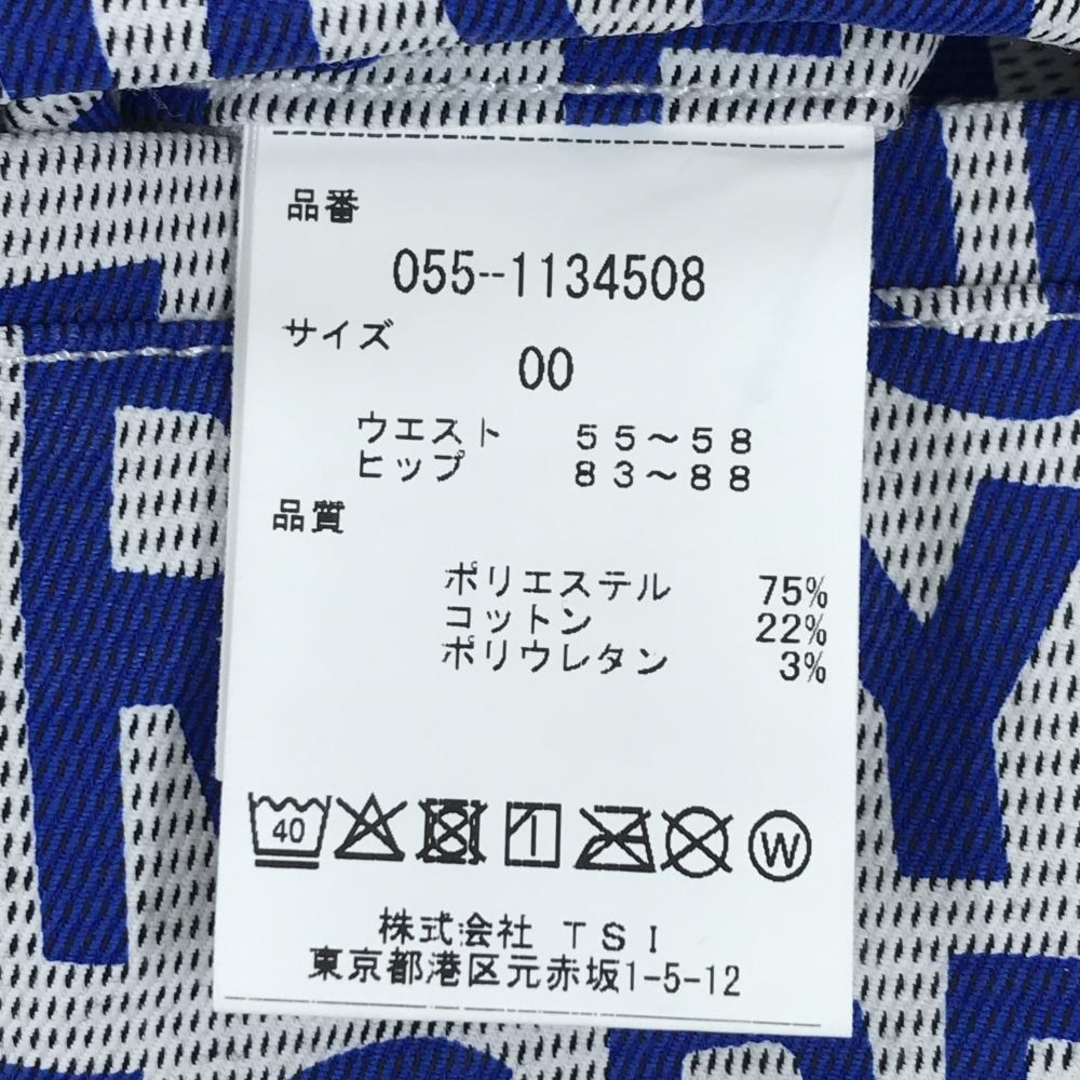 品番
055--1134508
サイズ
00
ウエスト 55～58
ヒップ 83～88
品質
ポリエステル 75%
コットン 22%
ポリウレタン 3%
40 W
株式会社 TSI
東京都港区元赤坂1-5-12